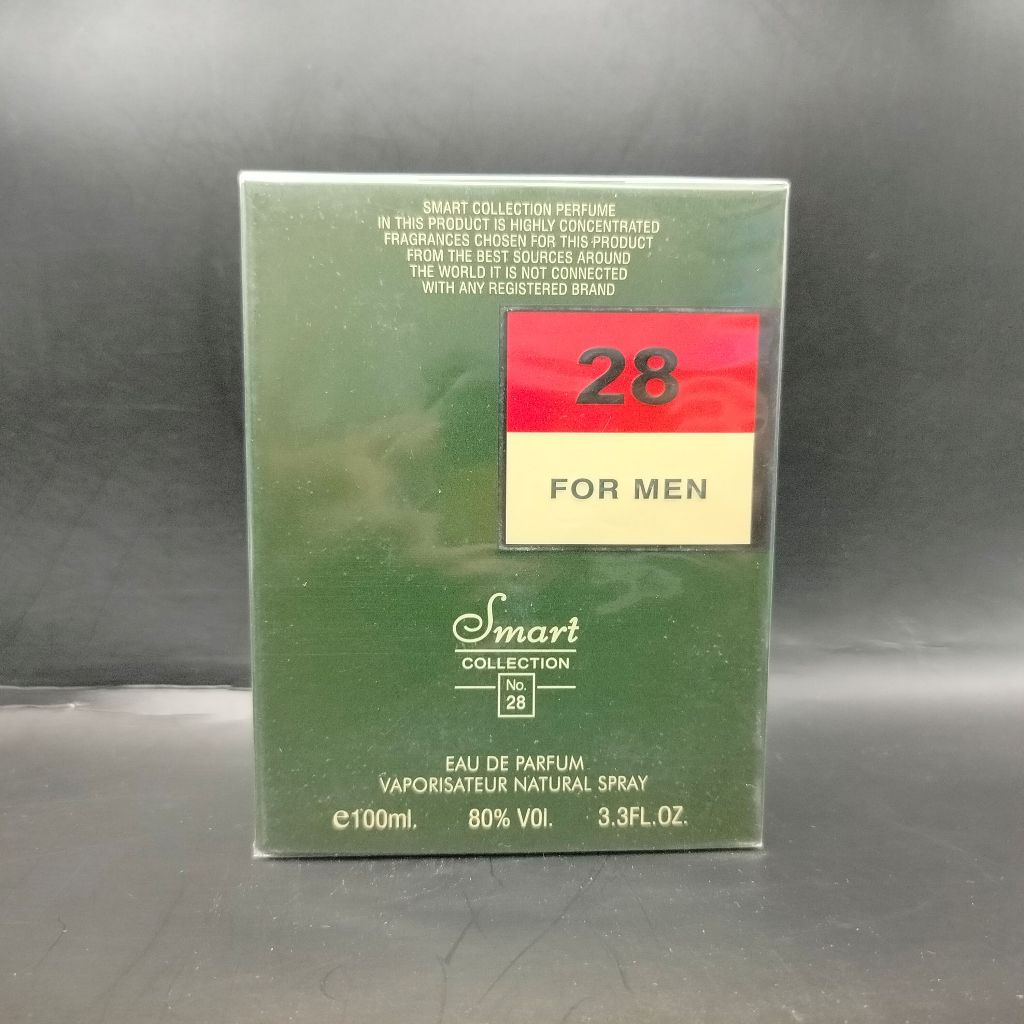 SMART COLLECTION PERFUME
IN THIS PRODUCT IS HIGHLY CONCENTRATED
FRAGRANCES CHOSEN FOR THIS PRODUCT
FROM THE BEST SOURCES AROUND
THE WORLD IT IS NOT CONNECTED
WITH ANY REGISTERED BRAND
28
FOR MEN
Smart
COLLECTION
No.
28
EAU DE PARFUM
VAPORISATEUR NATURAL SPRAY
e100ml. 80% VOl. 3.3FL.OZ.